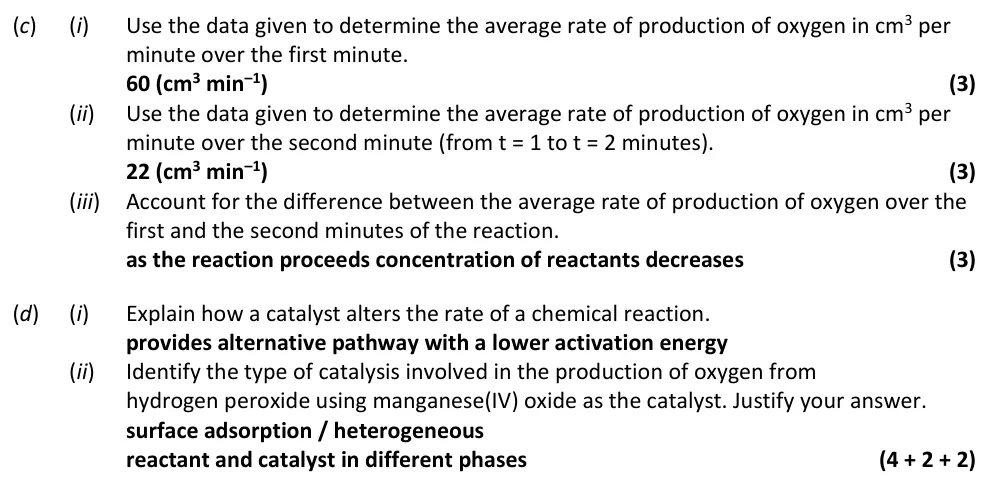 (c) (i) Use the data given to determine the average rate of production of oxygen in cm³ per
minute over the first minute.
60 (cm³ min⁻¹) (3)
(ii) Use the data given to determine the average rate of production of oxygen in cm³ per
minute over the second minute (from t = 1 to t = 2 minutes).
22 (cm³ min⁻¹) (3)
(iii) Account for the difference between the average rate of production of oxygen over the
first and the second minutes of the reaction.
as the reaction proceeds concentration of reactants decreases (3)
(d) (i) Explain how a catalyst alters the rate of a chemical reaction.
provides alternative pathway with a lower activation energy
(ii) Identify the type of catalysis involved in the production of oxygen from
hydrogen peroxide using manganese(IV) oxide as the catalyst. Justify your answer.
surface adsorption / heterogeneous
reactant and catalyst in different phases (4 + 2 + 2)